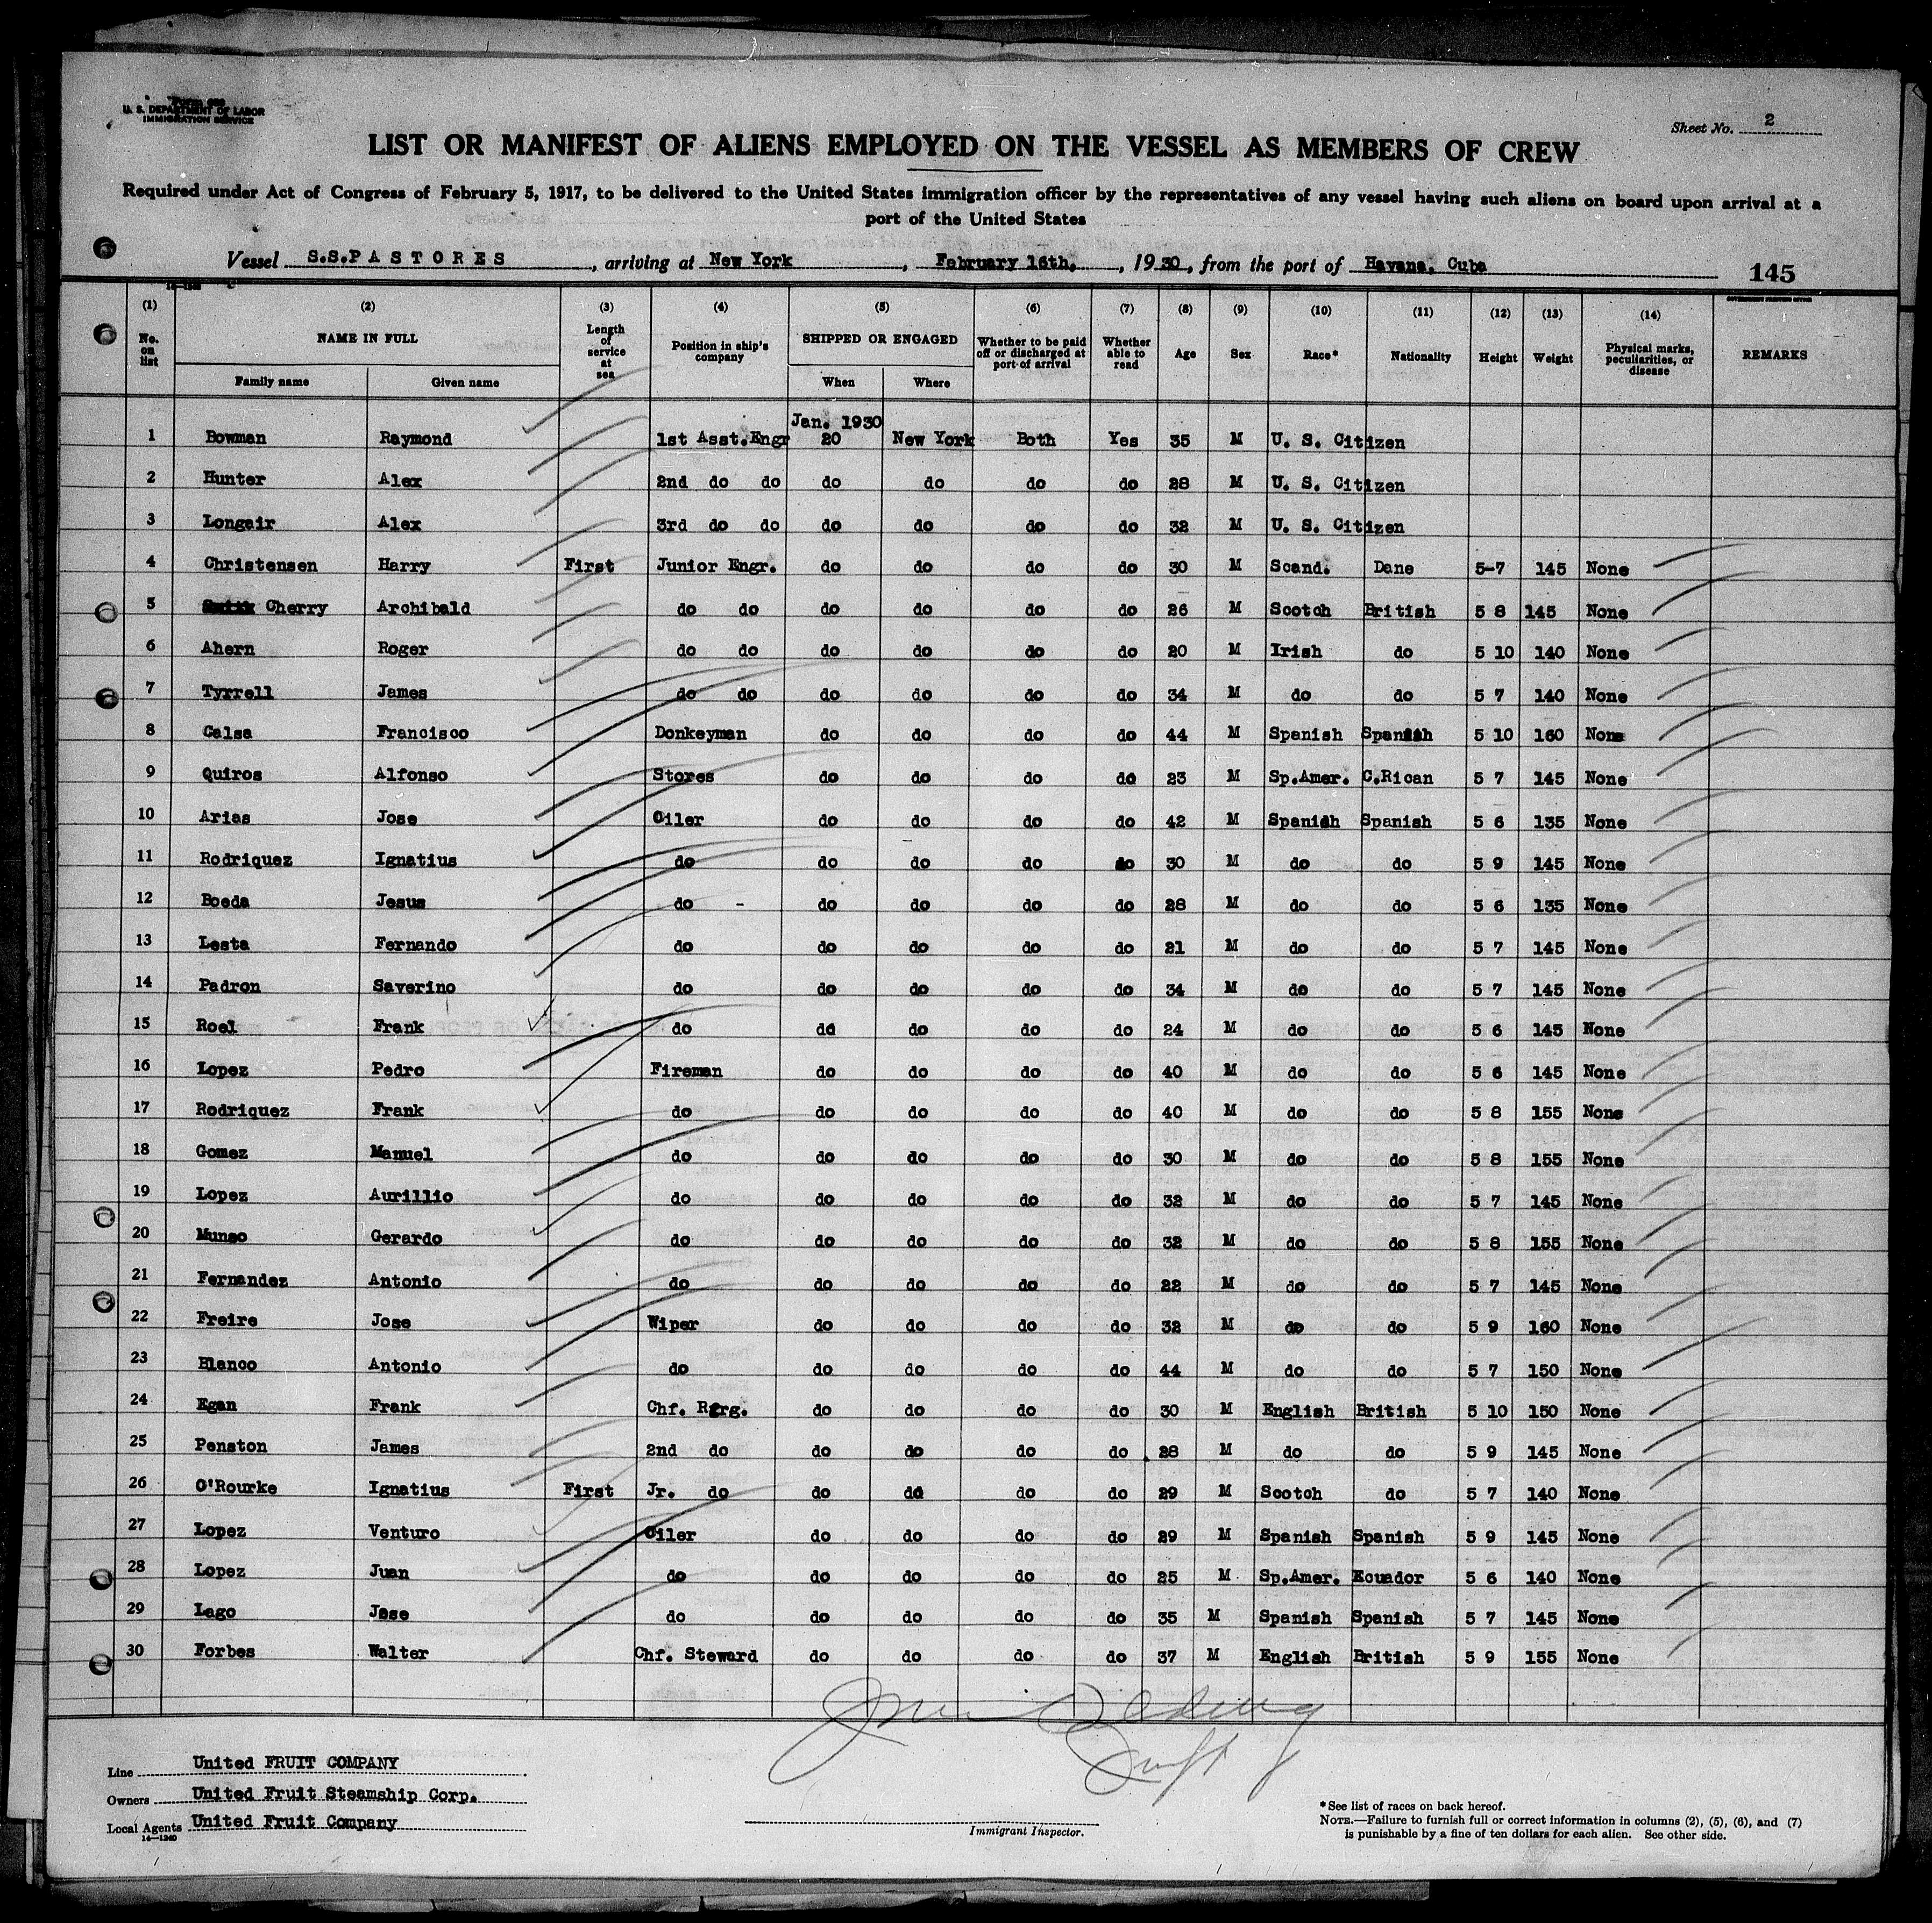 Form 689
U. S. DEPARTMENT OF LABOR
IMMIGRATION SERVICE
Sheet No. 2
LIST OR MANIFEST OF ALIENS EMPLOYED ON THE VESSEL AS MEMBERS OF CREW
Required under Act of Congress of February 5, 1917, to be delivered to the United States immigration officer by the representatives of any vessel having such aliens on board upon arrival at a
port of the United States
Vessel S.S.PASTORES, arriving at New York, February 16th, 1930, from the port of Havana, Cuba
145
(1) (2) (3) (4) (5) (6) (7) (8) (9) (10) (11) (12) (13) (14)
No. on list NAME IN FULL Family name Given name Length of service at sea Position in ship's company SHIPPED OR ENGAGED When Where Whether to be paid off or discharged at port of arrival Whether able to read Age Sex Race* Nationality Height Weight Physical marks, peculiarities, or disease REMARKS
Jan. 1930
1 Bowman Raymond 1st Asst.Engr 20 New York Both Yes 35 M U. S. Citizen
2 Hunter Alex 2nd do do do do do do 28 M U. S. Citizen
3 Longair Alex 3rd do do do do do do 32 M U. S. Citizen
4 Christensen Harry First Junior Engr. do do do do 30 M Scand. Dane 5-7 145 None
5 Cherry Archibald do do do do do do 26 M Scotch British 5 8 145 None
6 Ahern Roger do do do do do do 20 M Irish do 5 10 140 None
7 Tyrrell James do do do do do do 34 M do do 5 7 140 None
8 Calsa Francisco Donkeyman do do do do 44 M Spanish Spanish 5 10 160 None
9 Quiros Alfonso Stores do do do do 23 M Sp.Amer. C.Rican 5 7 145 None
10 Arias Jose Oiler do do do do 42 M Spanish Spanish 5 6 135 None
11 Rodriquez Ignatius do do do do do 30 M do do 5 9 145 None
12 Boeda Jesus do - do do do do 28 M do do 5 6 135 None
13 Lesta Fernando do do do do do 21 M do do 5 7 145 None
14 Padron Saverino do do do do do 34 M do do 5 7 145 None
15 Roel Frank do do do do do 24 M do do 5 6 145 None
16 Lopez Pedro Fireman do do do do 40 M do do 5 6 145 None
17 Rodriquez Frank do do do do do 40 M do do 5 8 155 None
18 Gomez Manuel do do do do do 30 M do do 5 8 155 None
19 Lopez Aurillio do do do do do 32 M do do 5 7 145 None
20 Munso Gerardo do do do do do 32 M do do 5 8 155 None
21 Fernandez Antonio do do do do do 22 M do do 5 7 145 None
22 Freire Jose Wiper do do do do 32 M do do 5 9 160 None
23 Blanco Antonio do do do do do 44 M do do 5 7 150 None
24 Egan Frank Chf. Rfrg. do do do do 30 M English British 5 10 150 None
25 Penston James 2nd do do do do do 28 M do do 5 9 145 None
26 O'Rourke Ignatius First Jr. do do do do do 29 M Scotch do 5 7 140 None
27 Lopez Venturo Oiler do do do do 29 M Spanish Spanish 5 9 145 None
28 Lopez Juan do do do do do 25 M Sp.Amer. Ecuador 5 6 140 None
29 Lago Jose do do do do do 35 M Spanish Spanish 5 7 145 None
30 Forbes Walter Chf. Steward do do do do 37 M English British 5 9 155 None
Line United FRUIT COMPANY
Owners United Fruit Steamship Corp.
Local Agents United Fruit Company
14-1240
Immigrant Inspector.
*See list of races on back hereof.
NOTE.—Failure to furnish full or correct information in columns (2), (5), (6), and (7)
is punishable by a fine of ten dollars for each alien. See other side.